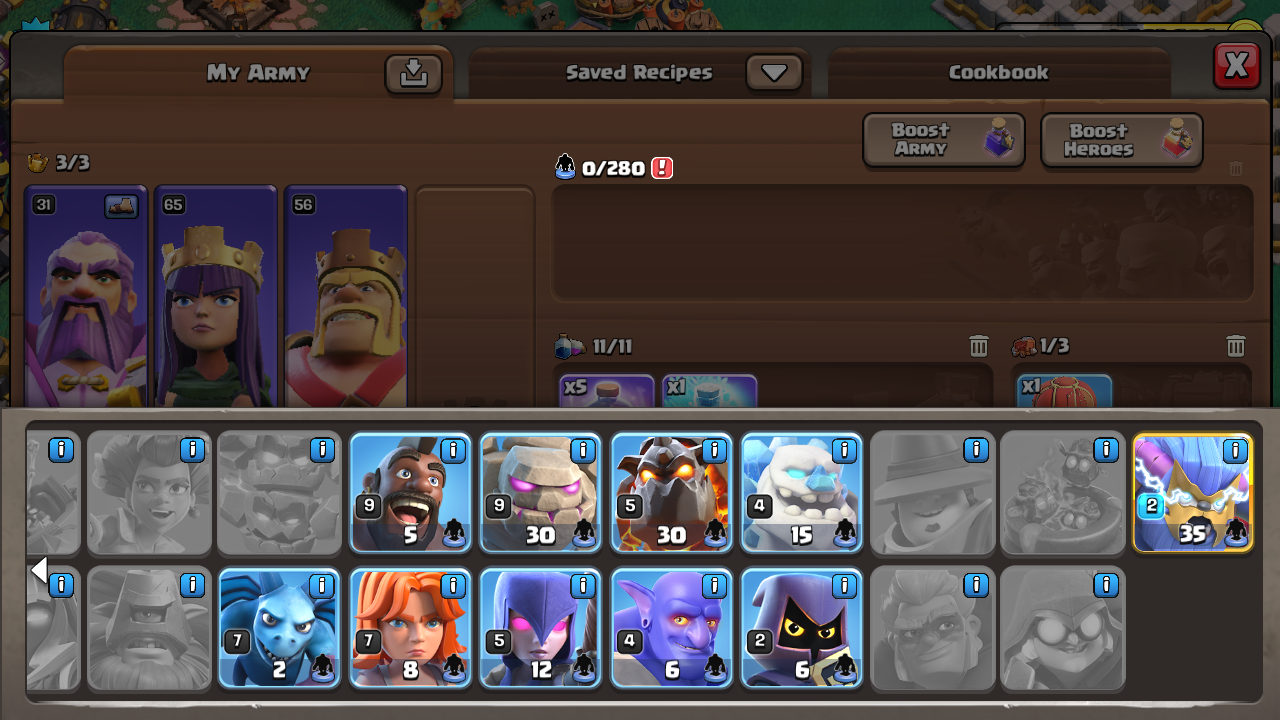 My Army
Saved Recipes
Cookbook
X
Boost Army
Boost Heroes
3/3
0/280 !
31
65
56
11/11
1/3
x5
x1
x1
i
i
i
i
9
5
i
9
30
i
5
30
i
4
15
i
i
i
2
35
i
i
i
7
2
i
7
8
i
5
12
i
4
6
i
2
6
i
i